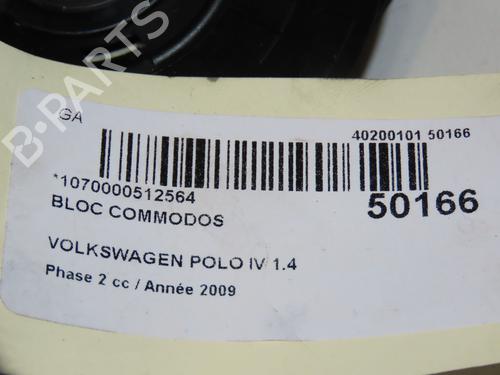 B-PARTS
GA
40200101 50166
*1070000512564
50166
BLOC COMMODOS
VOLKSWAGEN POLO IV 1.4
Phase 2 cc / Année 2009